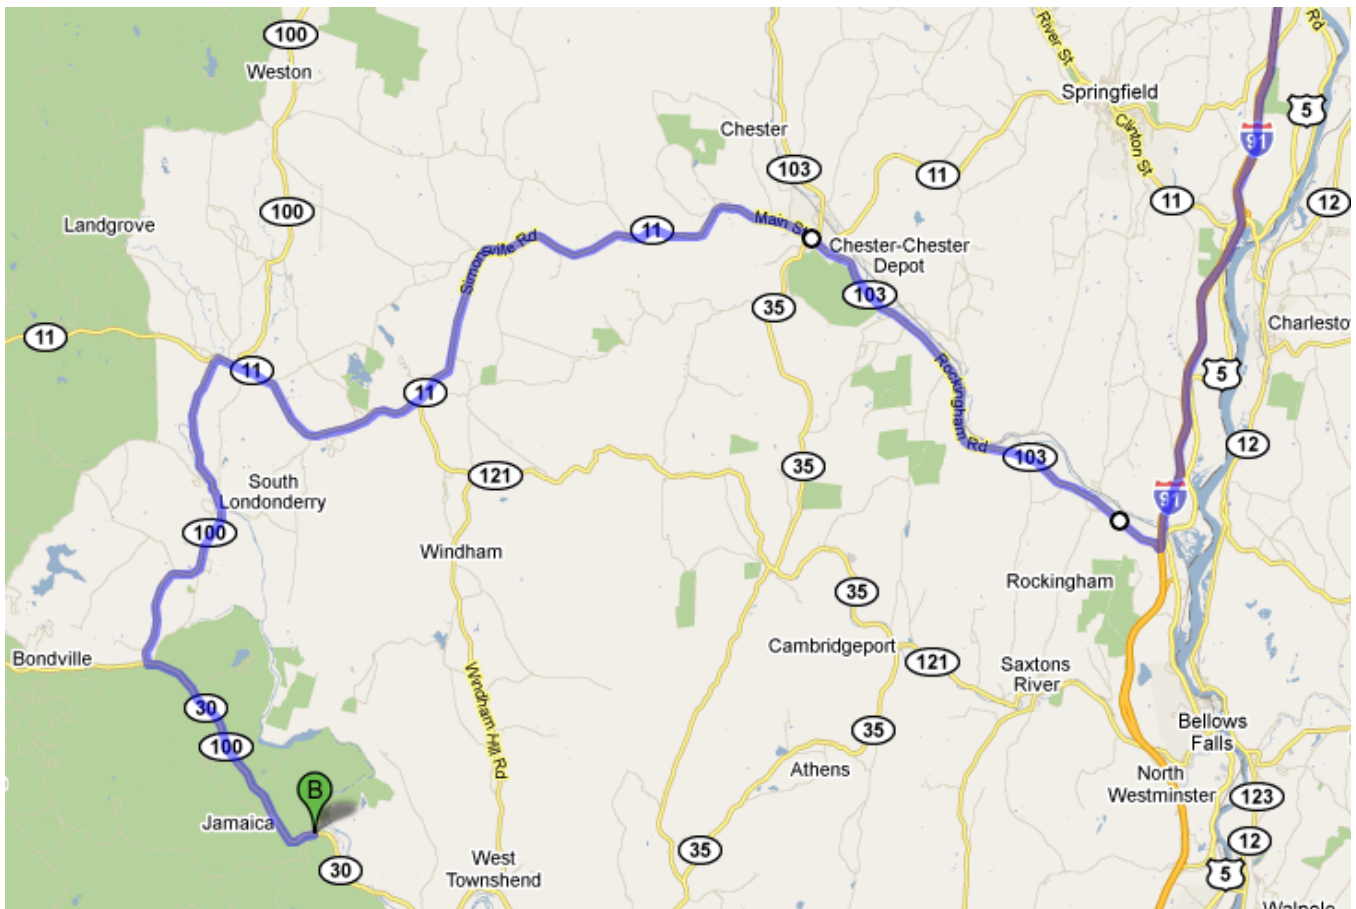 100
Weston
River St
Rd
Springfield
5
Chester
91
Clinton St
103
11
100
11
12
Landgrove
Main St
11
Simonsville Rd
Chester-Chester
Depot
103
35
11
Charlesto
11
5
Rockingham Rd
11
12
103
35
121
South
Londonderry
91
100
Windham
Rockingham
35
Cambridgeport
121
Bondville
Saxtons
River
Windham Hill Rd
30
100
35
Bellows
Falls
Athens
North
Westminster
123
B
Jamaica
12
35
30
West
Townshend
5
Walpole